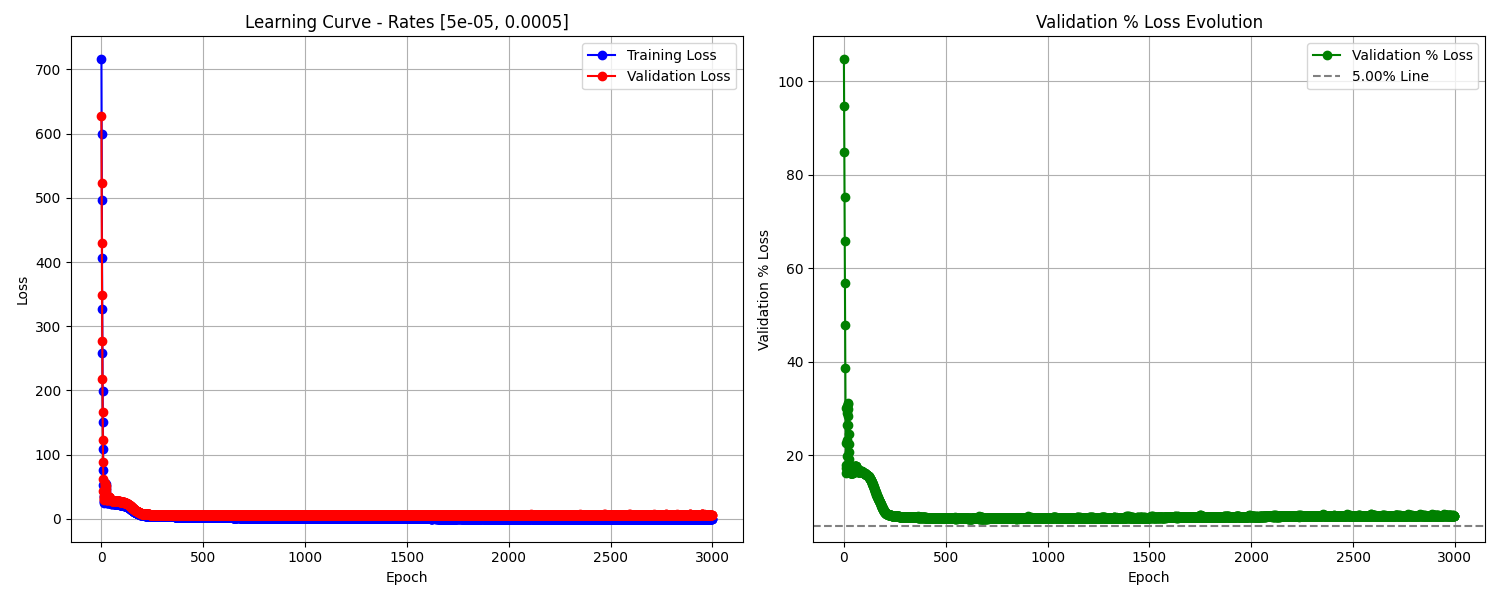 Learning Curve - Rates [5e-05, 0.0005]
Training Loss
Validation Loss
700
600
500
400
300
200
100
0
Loss
0
500
1000
1500
2000
2500
3000
Epoch
Validation % Loss Evolution
Validation % Loss
5.00% Line
100
80
60
40
20
Validation % Loss
0
500
1000
1500
2000
2500
3000
Epoch